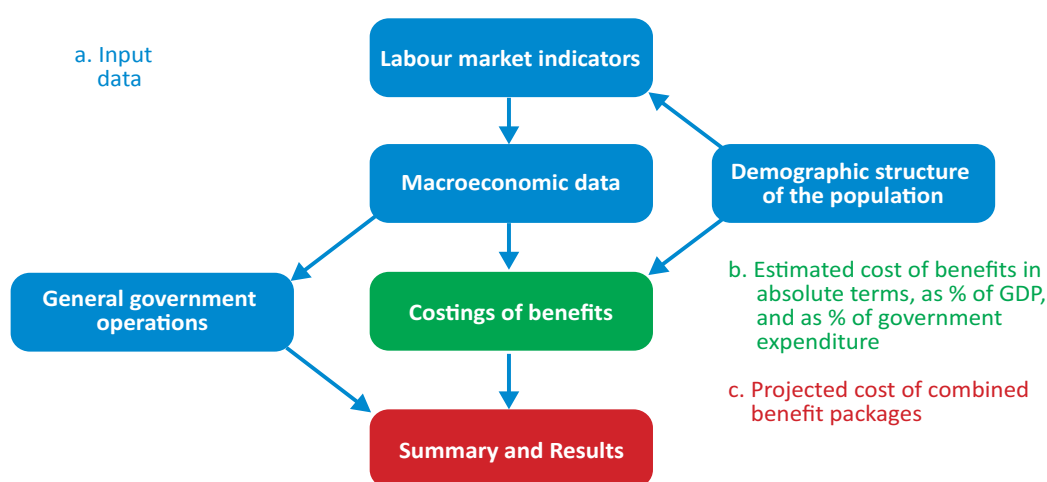 a. Input
data
Labour market indicators
Macroeconomic data
Demographic structure
of the population
General government
operations
Costings of benefits
b. Estimated cost of benefits in
absolute terms, as % of GDP,
and as % of government
expenditure
c. Projected cost of combined
benefit packages
Summary and Results